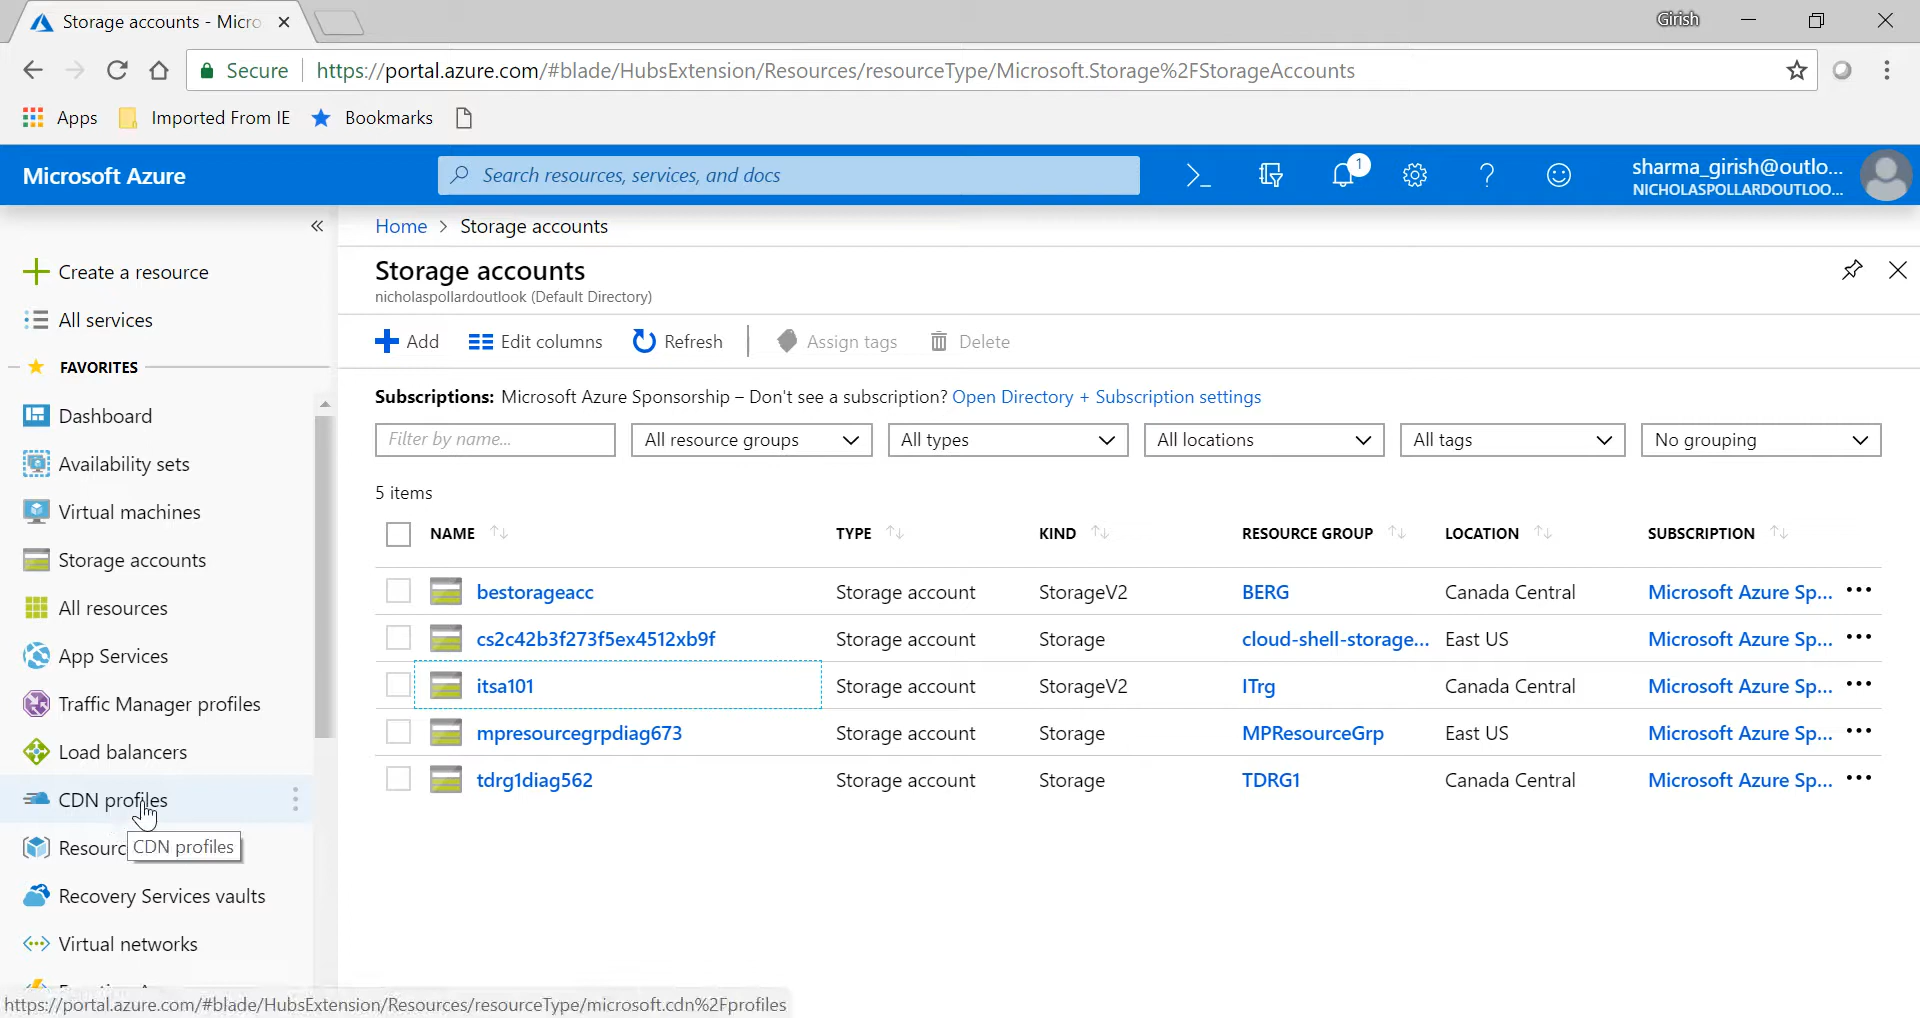 Storage accounts - Micro
Girish
Secure
https://portal.azure.com/#blade/HubsExtension/Resources/resourceType/Microsoft.Storage%2FStorageAccounts
Apps
Imported From IE
Bookmarks
Microsoft Azure
Search resources, services, and docs
1
sharma_girish@outlo...
NICHOLASPOLLARDOUTLOO...
Create a resource
All services
FAVORITES
Dashboard
Availability sets
Virtual machines
Storage accounts
All resources
App Services
Traffic Manager profiles
Load balancers
CDN profiles
Resourc
CDN profiles
Recovery Services vaults
Virtual networks
https://portal.azure.com/#blade/HubsExtension/Resources/resourceType/microsoft.cdn%2Fprofiles
Home > Storage accounts
Storage accounts
nicholaspollardoutlook (Default Directory)
Add
Edit columns
Refresh
Assign tags
Delete
Subscriptions: Microsoft Azure Sponsorship – Don't see a subscription? Open Directory + Subscription settings
Filter by name...
All resource groups
All types
All locations
All tags
No grouping
5 items
NAME TYPE KIND RESOURCE GROUP LOCATION SUBSCRIPTION
bestorageacc Storage account StorageV2 BERG Canada Central Microsoft Azure Sp...
cs2c42b3f273f5ex4512xb9f Storage account Storage cloud-shell-storage... East US Microsoft Azure Sp...
itsa101 Storage account StorageV2 ITrg Canada Central Microsoft Azure Sp...
mpresourcegrpdiag673 Storage account Storage MPResourceGrp East US Microsoft Azure Sp...
tdrg1diag562 Storage account Storage TDRG1 Canada Central Microsoft Azure Sp...